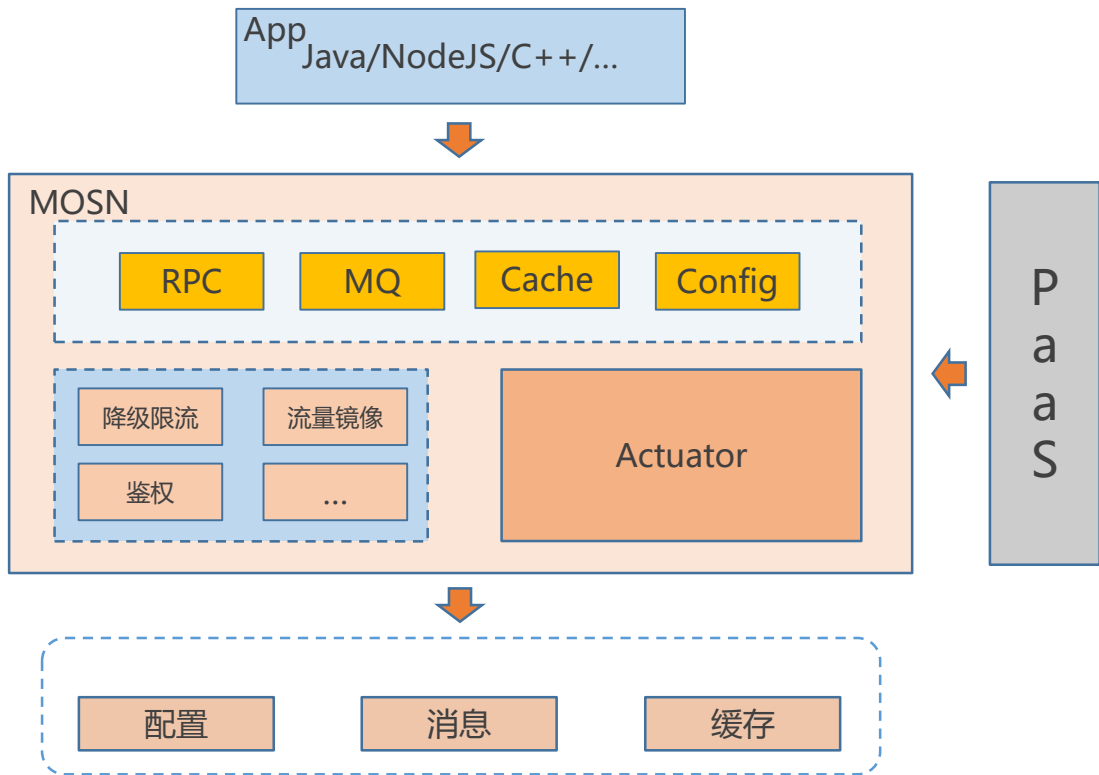 App
Java/NodeJS/C++/...
MOSN
RPC
MQ
Cache
Config
降级限流
流量镜像
鉴权
...
Actuator
P
a
a
S
配置
消息
缓存